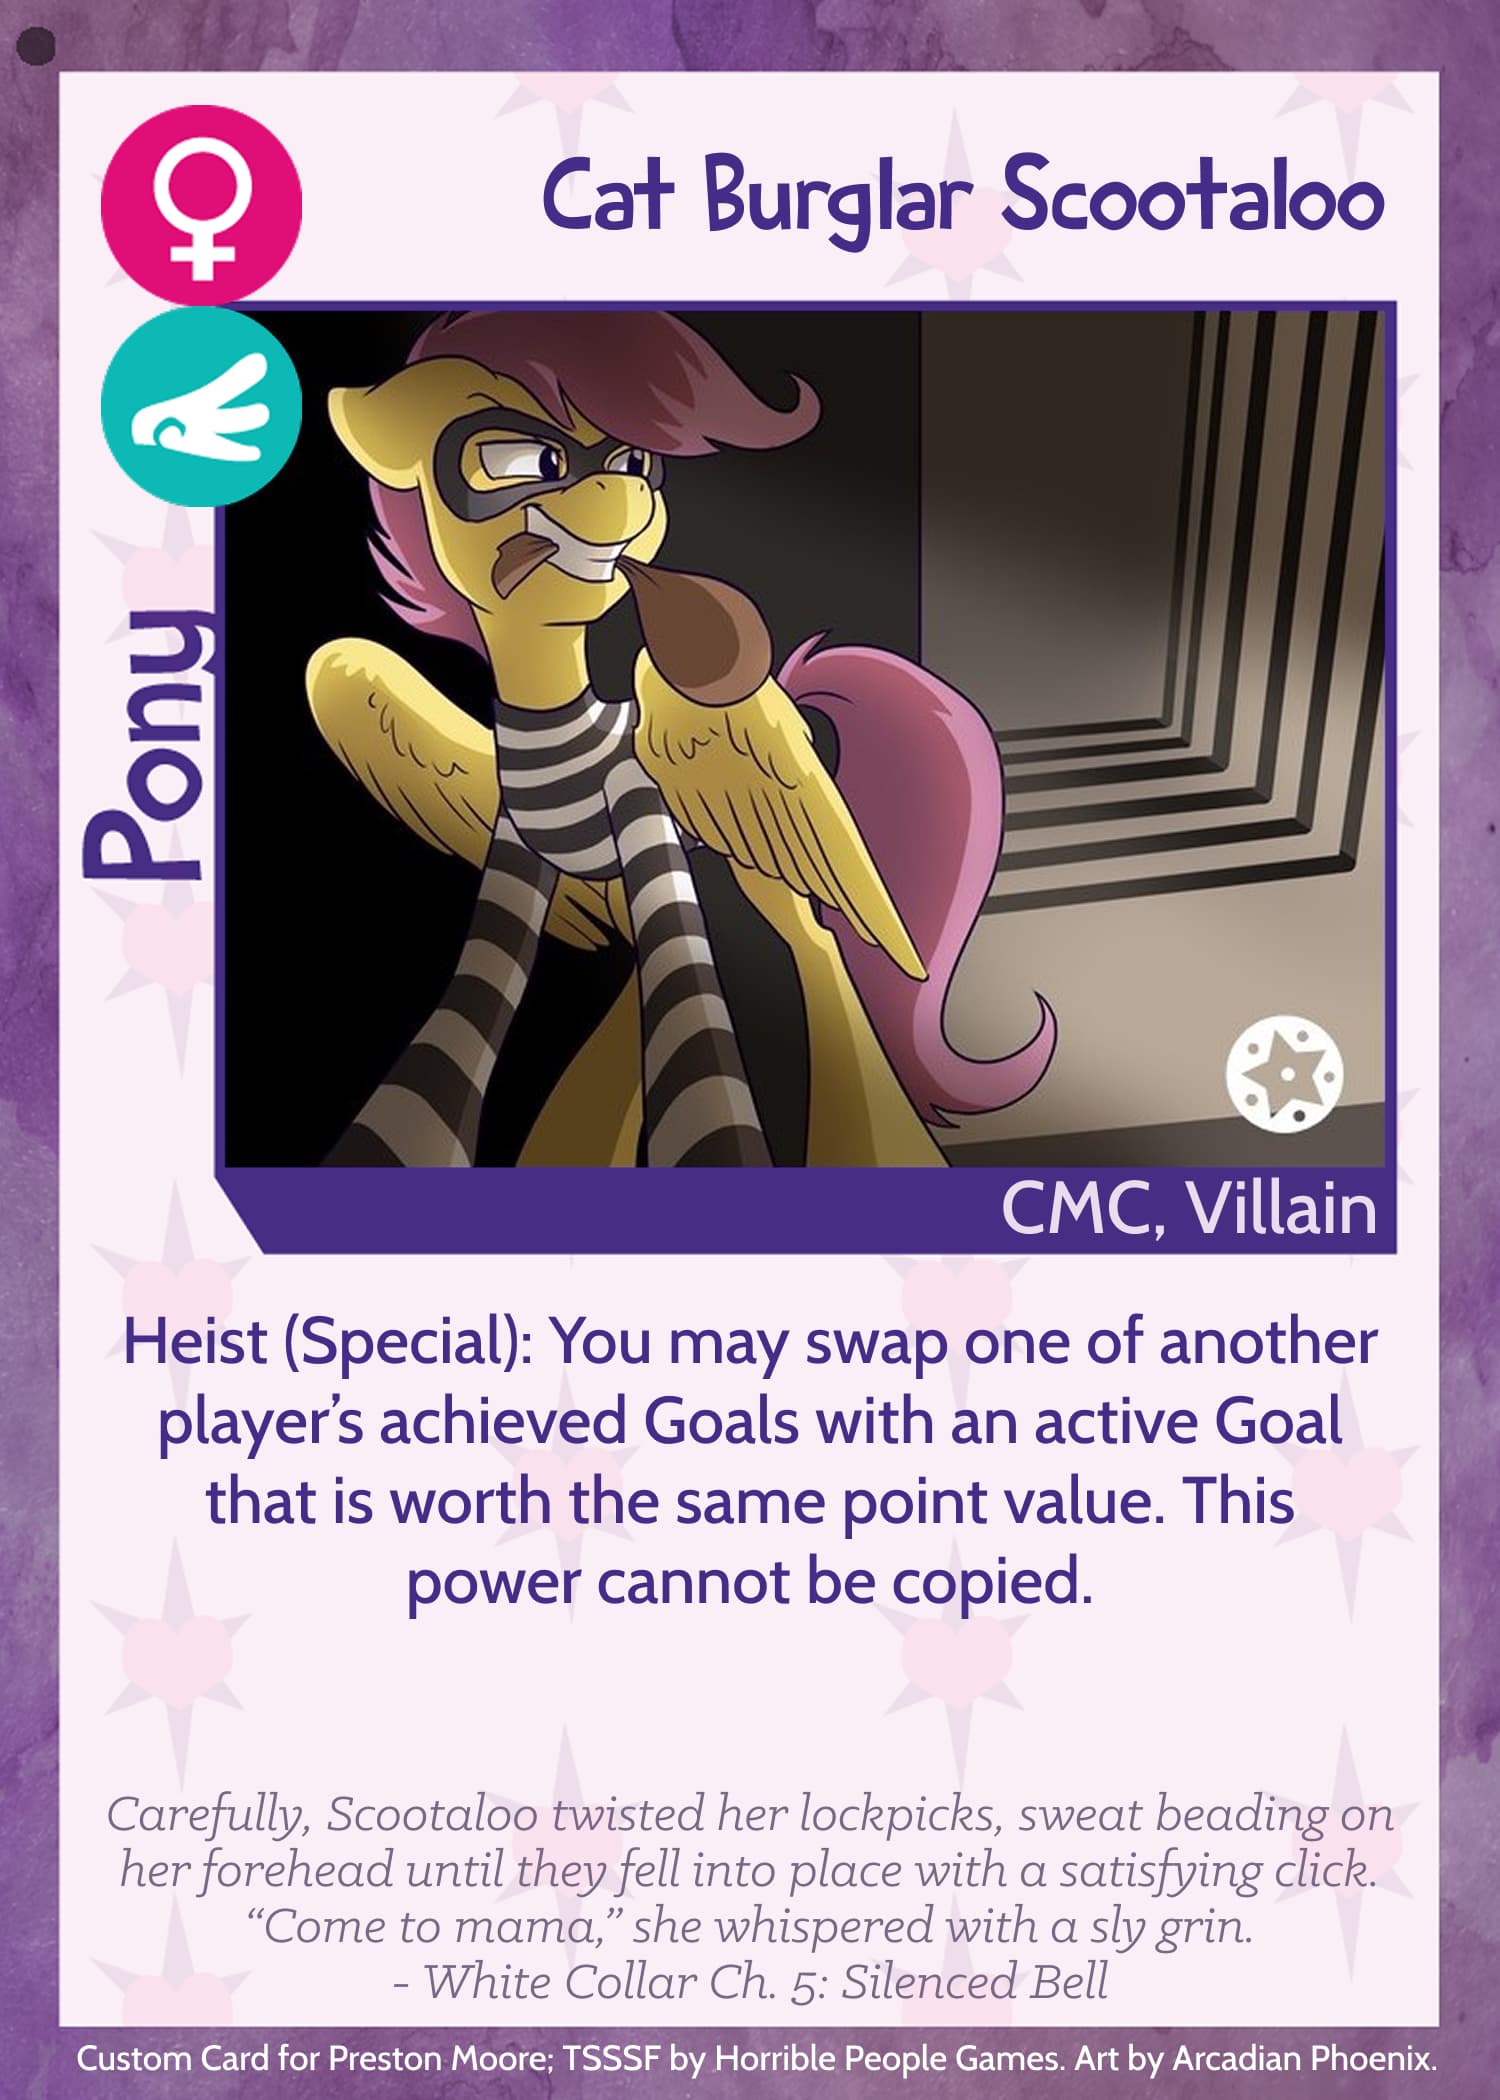 Cat Burglar Scootaloo
Pony
CMC, Villain
Heist (Special): You may swap one of another
player’s achieved Goals with an active Goal
that is worth the same point value. This
power cannot be copied.
Carefully, Scootaloo twisted her lockpicks, sweat beading on
her forehead until they fell into place with a satisfying click.
“Come to mama,” she whispered with a sly grin.
- White Collar Ch. 5: Silenced Bell
Custom Card for Preston Moore; TSSSF by Horrible People Games. Art by Arcadian Phoenix.